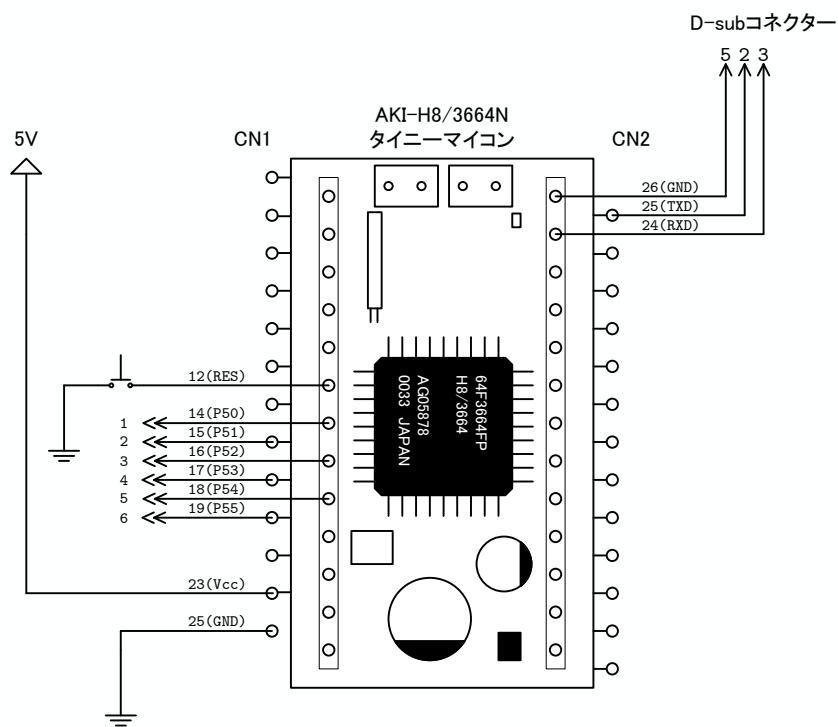 D-subコネクター
5 2 3
AKI-H8/3664N
タイニーマイコン
5V
CN1
CN2
26(GND)
25(TXD)
24(RXD)
12(RES)
1 14(P50)
2 15(P51)
3 16(P52)
4 17(P53)
5 18(P54)
6 19(P55)
23(Vcc)
25(GND)
64F3664FP
H8/3664
AG05878
0033 JAPAN